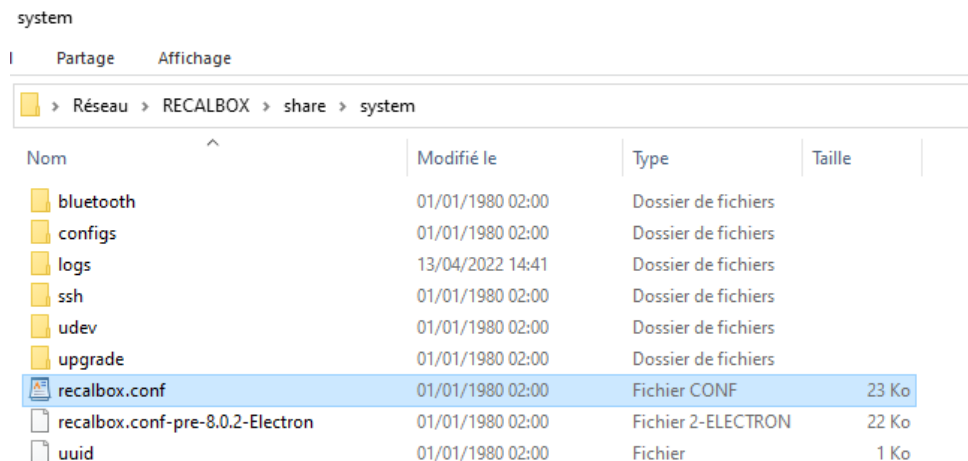 system
Partage Affichage
Réseau > RECALBOX > share > system
Nom Modifié le Type Taille
bluetooth 01/01/1980 02:00 Dossier de fichiers
configs 01/01/1980 02:00 Dossier de fichiers
logs 13/04/2022 14:41 Dossier de fichiers
ssh 01/01/1980 02:00 Dossier de fichiers
udev 01/01/1980 02:00 Dossier de fichiers
upgrade 01/01/1980 02:00 Dossier de fichiers
recalbox.conf 01/01/1980 02:00 Fichier CONF 23 Ko
recalbox.conf-pre-8.0.2-Electron 01/01/1980 02:00 Fichier 2-ELECTRON 22 Ko
uuid 01/01/1980 02:00 Fichier 1 Ko